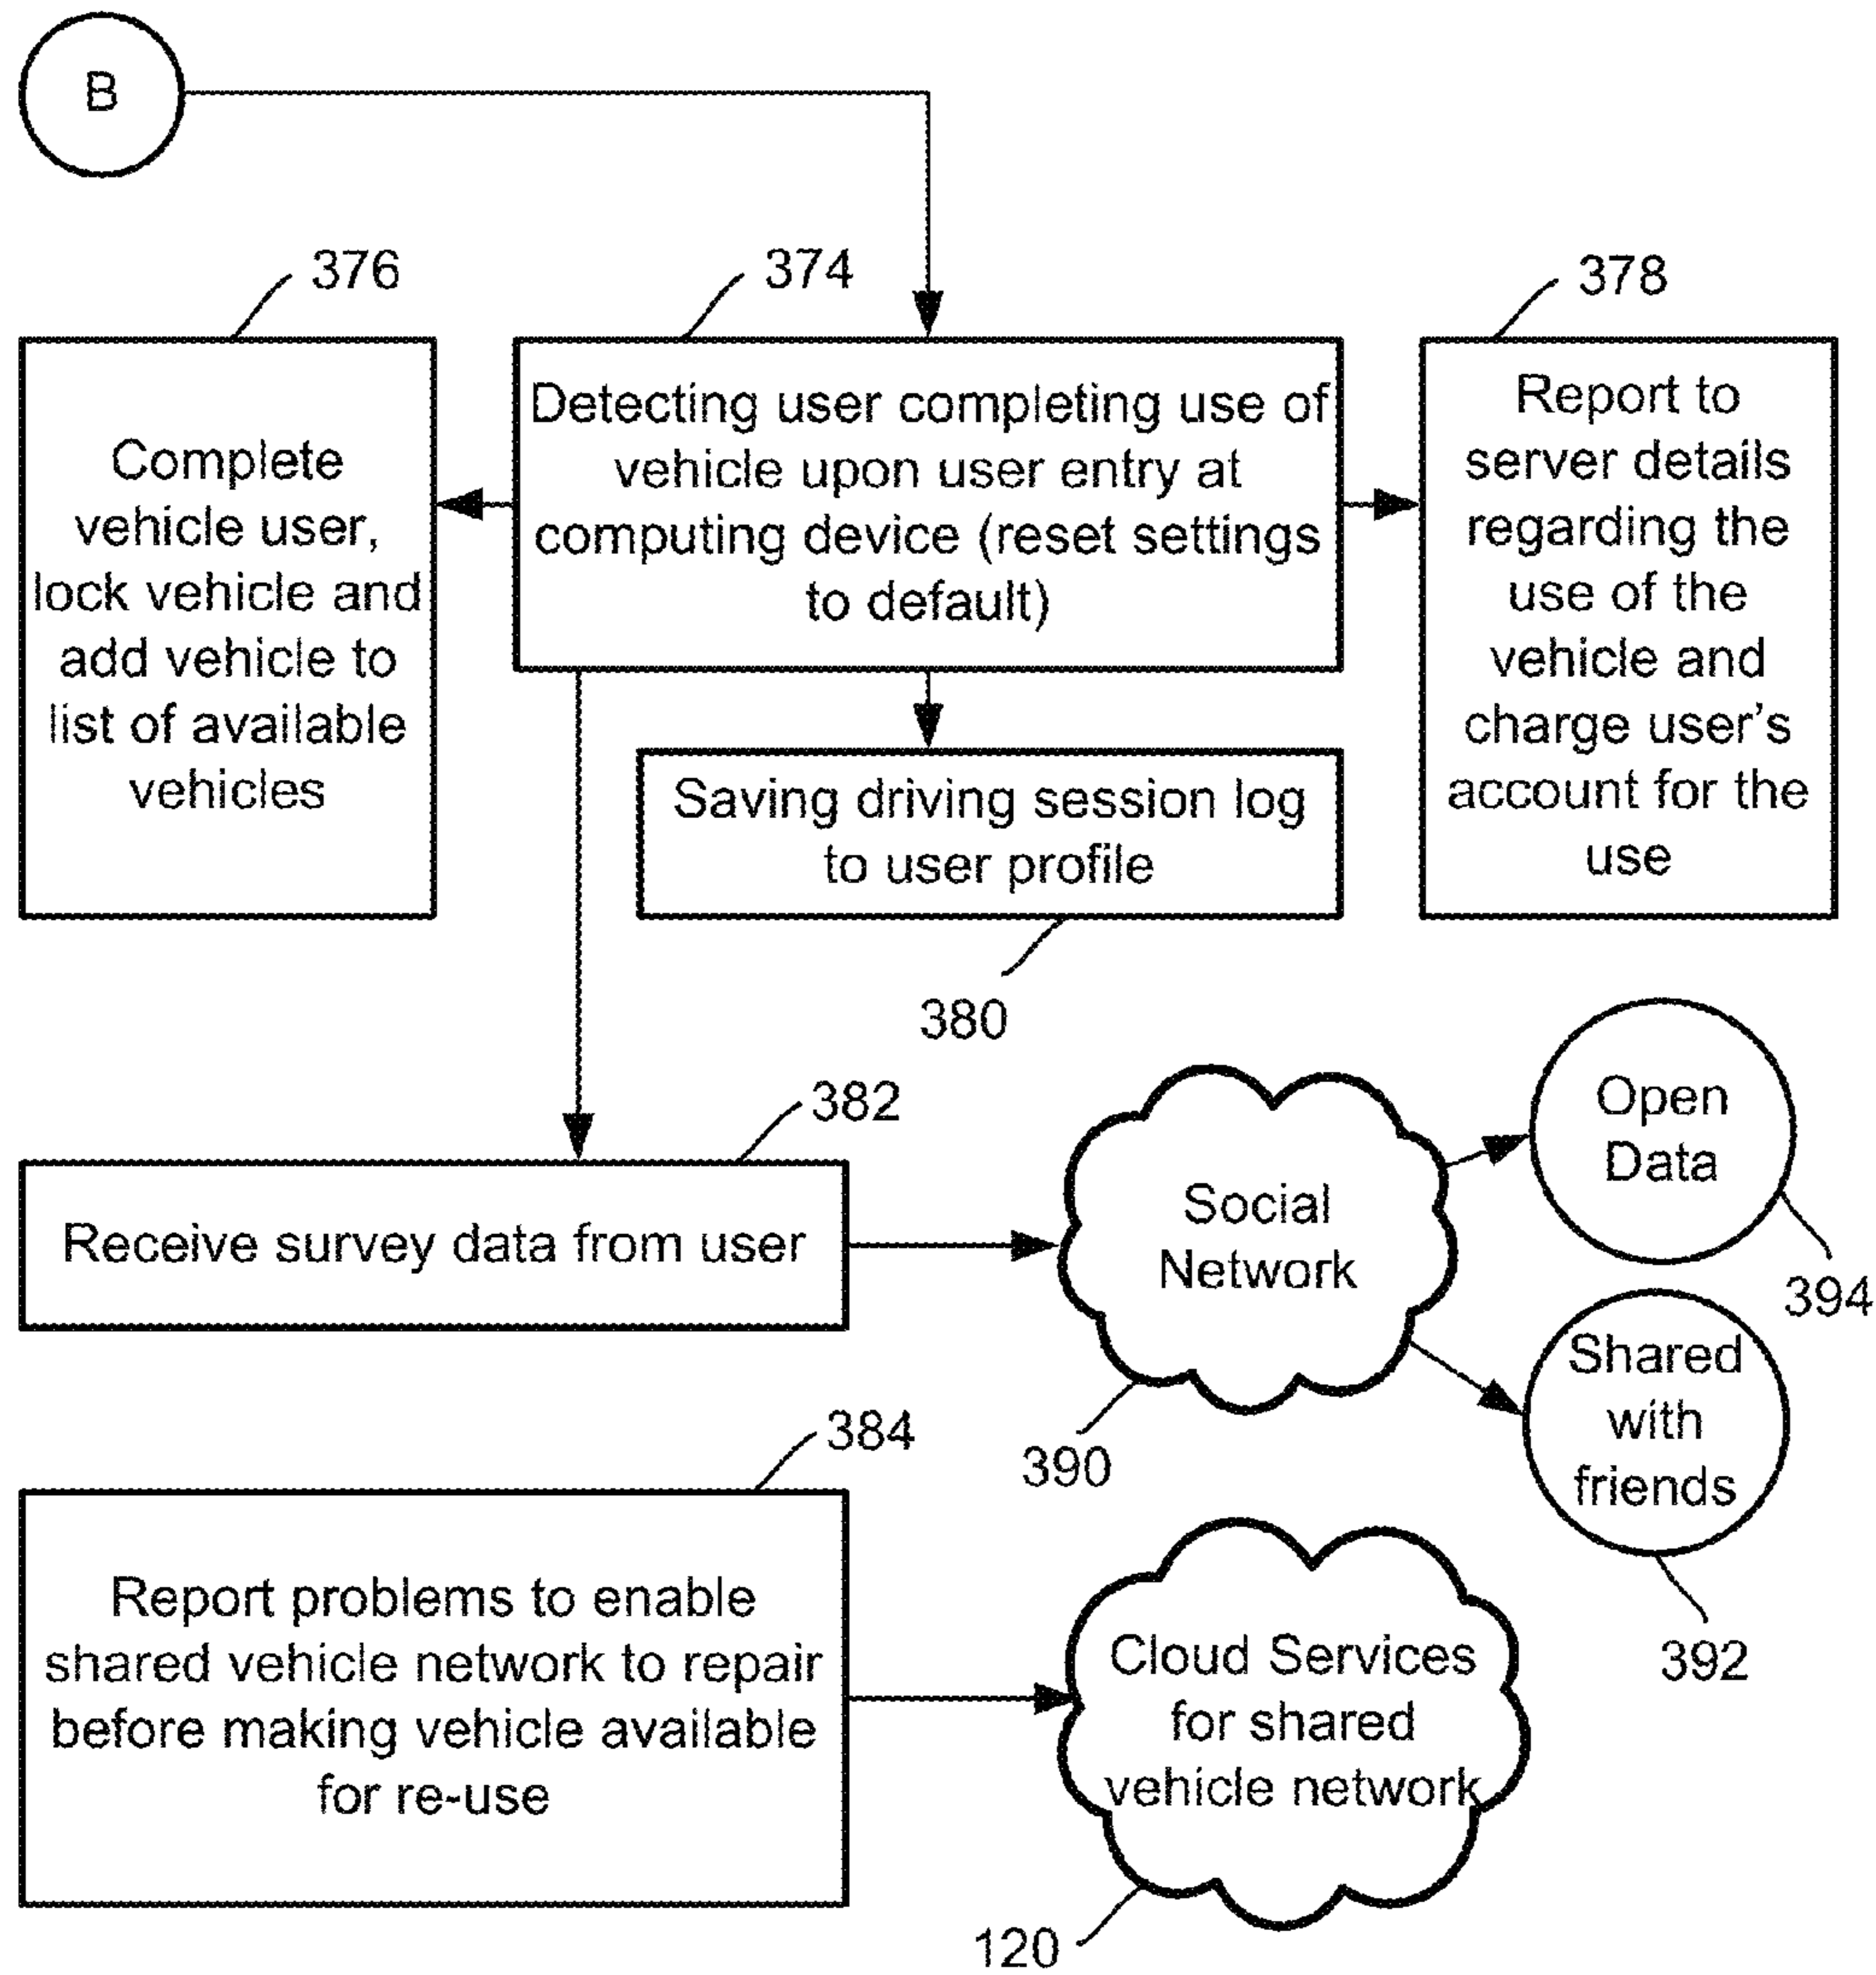 B
376
374
378
Complete
vehicle user,
lock vehicle and
add vehicle to
list of available
vehicles
Detecting user completing use of
vehicle upon user entry at
computing device (reset settings
to default)
Report to
server details
regarding the
use of the
vehicle and
charge user's
account for the
use
Saving driving session log
to user profile
380
382
Receive survey data from user
Social
Network
390
Open
Data
394
Shared
with
friends
392
384
Report problems to enable
shared vehicle network to repair
before making vehicle available
for re-use
Cloud Services
for shared
vehicle network
120